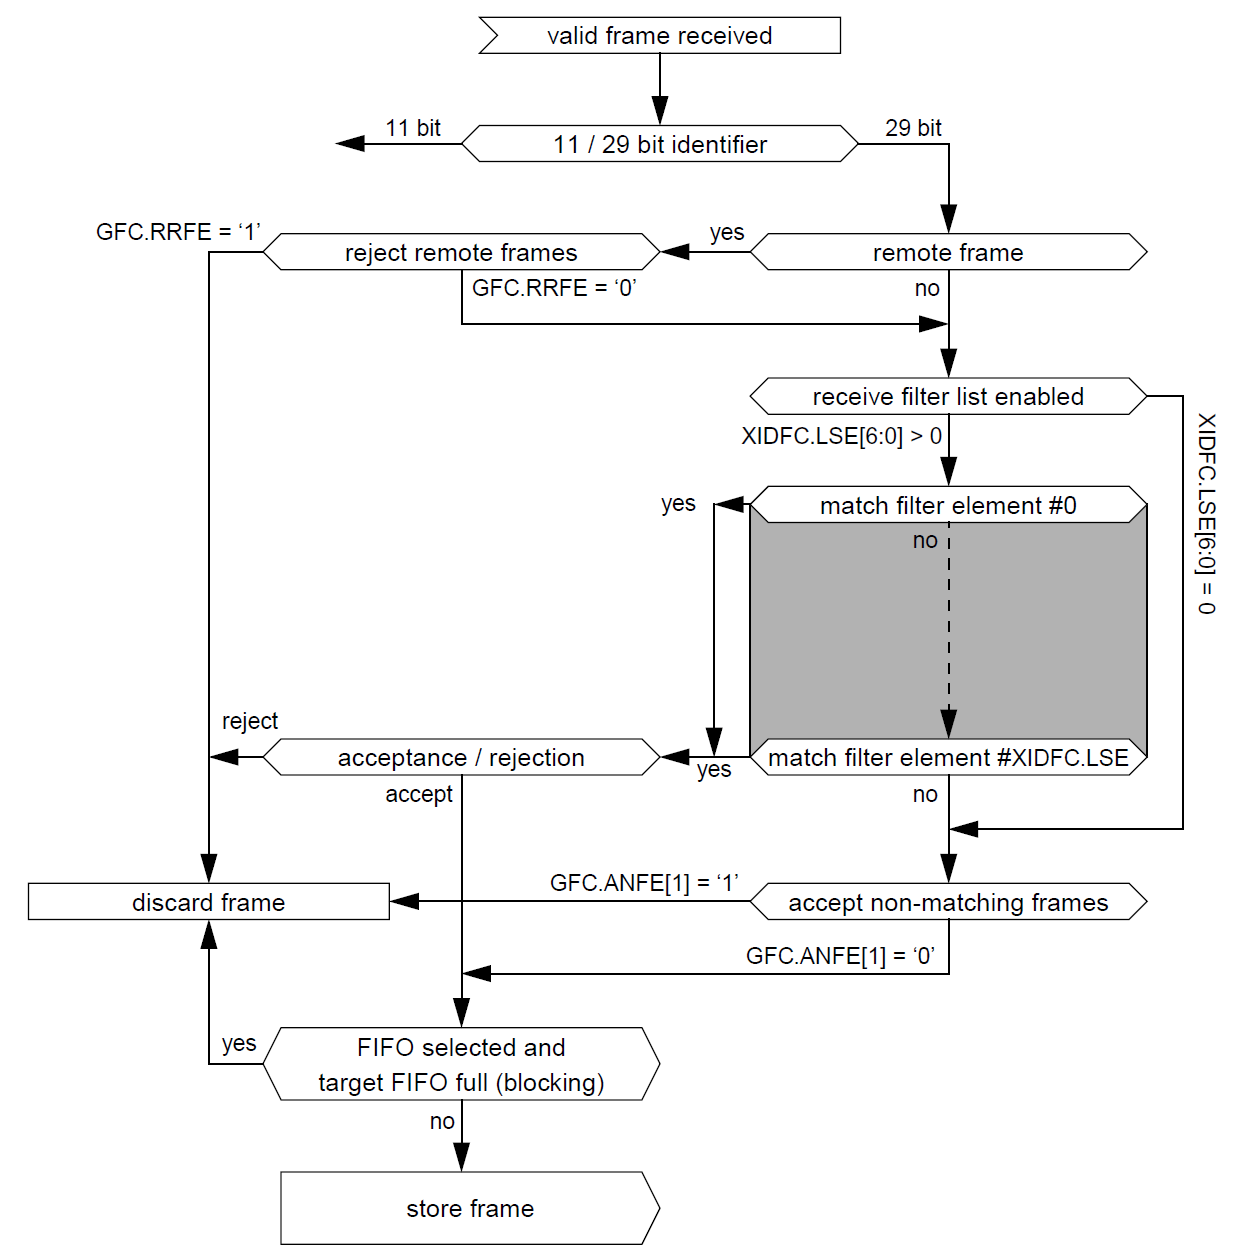 valid frame received
11 bit
29 bit
11 / 29 bit identifier
GFC.RRFE = ‘1’
yes
reject remote frames
remote frame
GFC.RRFE = ‘0’
no
receive filter list enabled
XIDFC.LSE[6:0] > 0
XIDFC.LSE[6:0] = 0
yes
match filter element #0
no
reject
acceptance / rejection
yes
match filter element #XIDFC.LSE
accept
no
GFC.ANFE[1] = ‘1’
discard frame
accept non-matching frames
GFC.ANFE[1] = ‘0’
yes
FIFO selected and
target FIFO full (blocking)
no
store frame